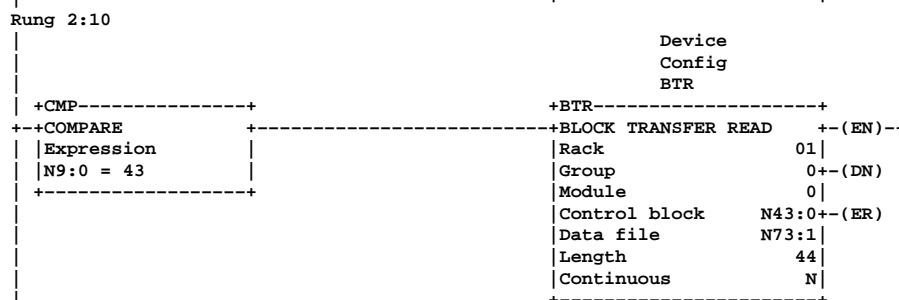 Rung 2:10
Device
Config
BTR
+CMP---------------+ +BTR--------------------+
+-+COMPARE +--------------------------+BLOCK TRANSFER READ +-(EN)-
| |Expression | |Rack 01|
| |N9:0 = 43 | |Group 0+-(DN)
| +------------------+ |Module 0|
| |Control block N43:0+-(ER)
| |Data file N73:1|
| |Length 44|
| |Continuous N|